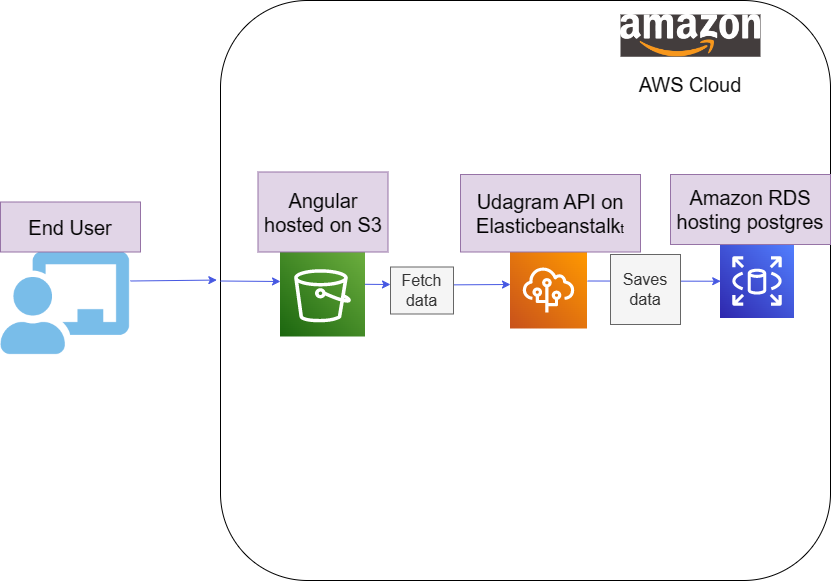 amazon
AWS Cloud
End User
Angular
hosted on S3
Udagram API on
Elasticbeanstalkt
Amazon RDS
hosting postgres
Fetch
data
Saves
data